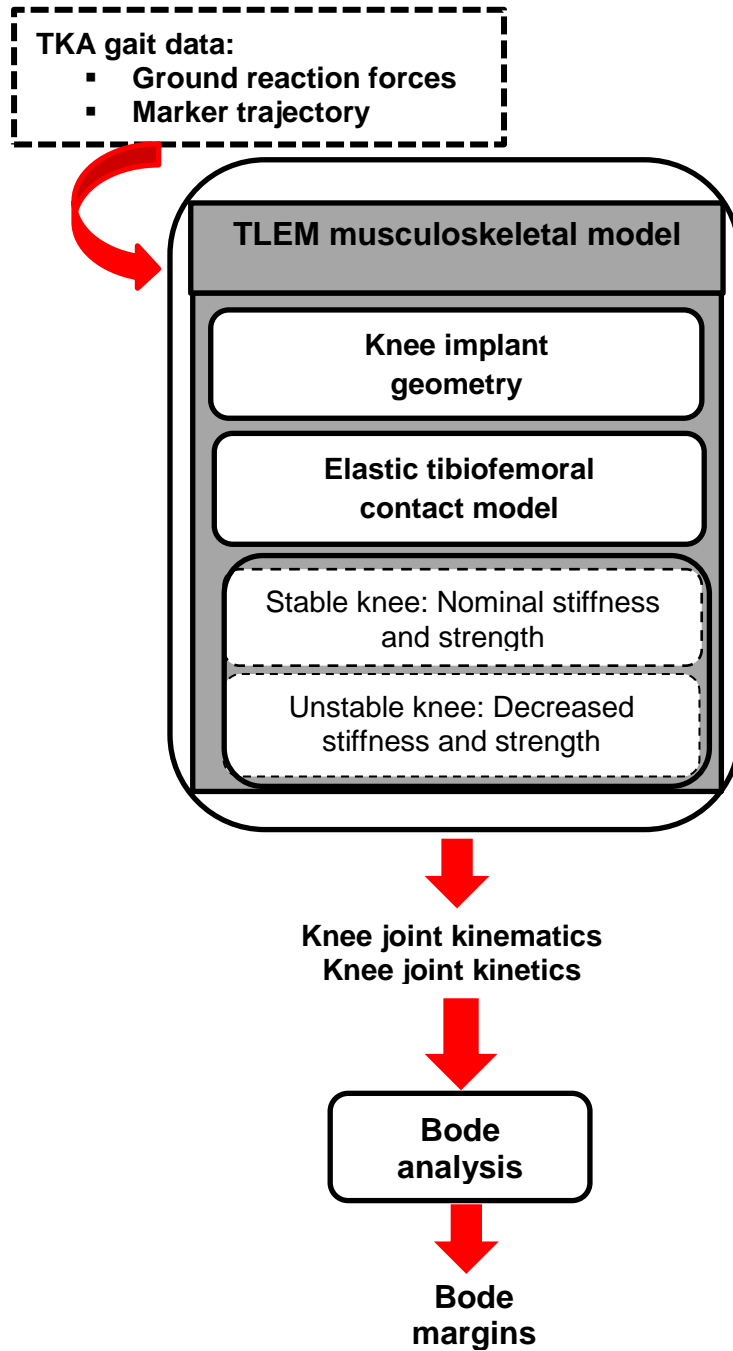 TKA gait data:
▪ Ground reaction forces
▪ Marker trajectory
TLEM musculoskeletal model
Knee implant
geometry
Elastic tibiofemoral
contact model
Stable knee: Nominal stiffness
and strength
Unstable knee: Decreased
stiffness and strength
Knee joint kinematics
Knee joint kinetics
Bode
analysis
Bode
margins